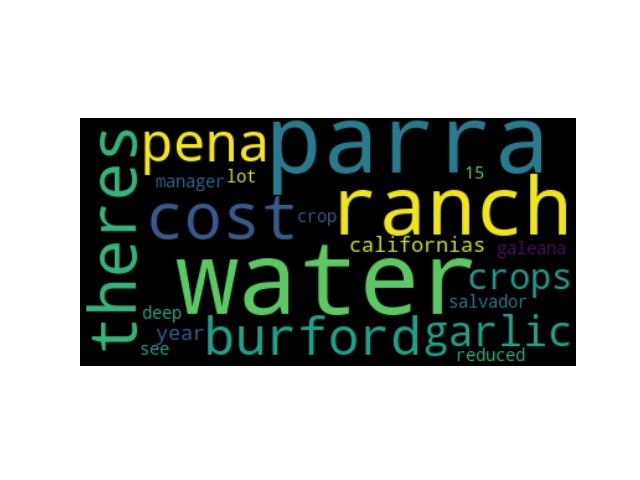 theres
pena parra
manager lot 15
cost crop ranch
californias galeana
water crops
salvador
deep
year burford garlic
see reduced